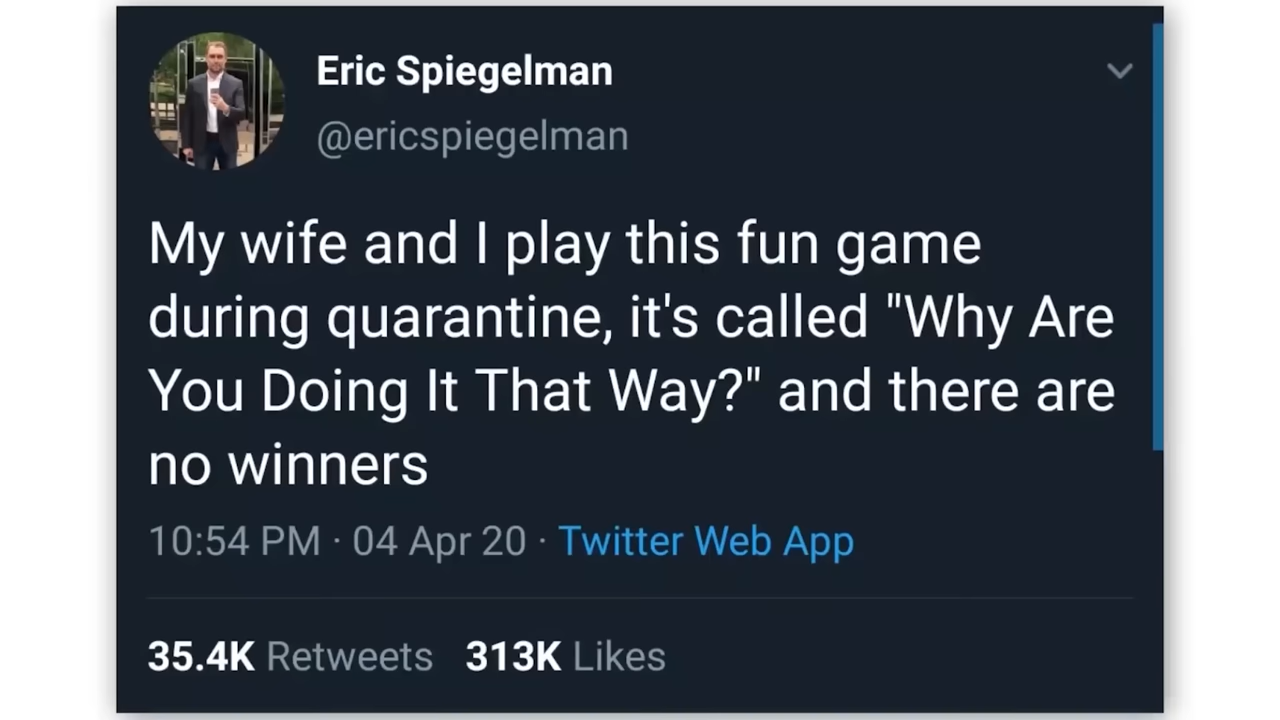 Eric Spiegelman
@ericspiegelman
My wife and I play this fun game
during quarantine, it's called "Why Are
You Doing It That Way?" and there are
no winners
10:54 PM · 04 Apr 20 · Twitter Web App
35.4K Retweets 313K Likes